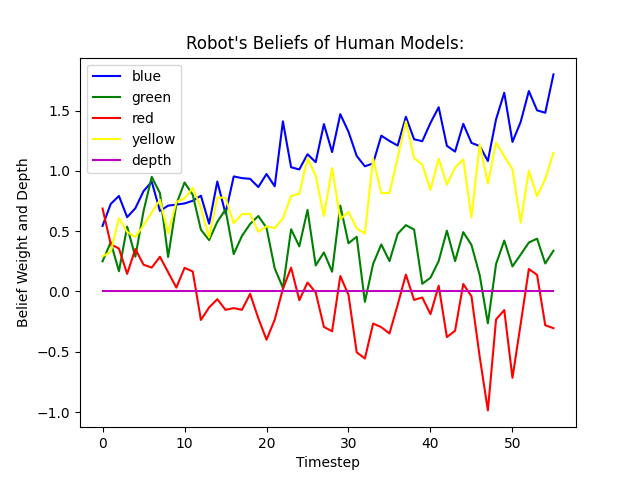 Robot's Beliefs of Human Models:
blue
green
red
yellow
depth
Belief Weight and Depth
1.5
1.0
0.5
0.0
−0.5
−1.0
0 10 20 30 40 50
Timestep